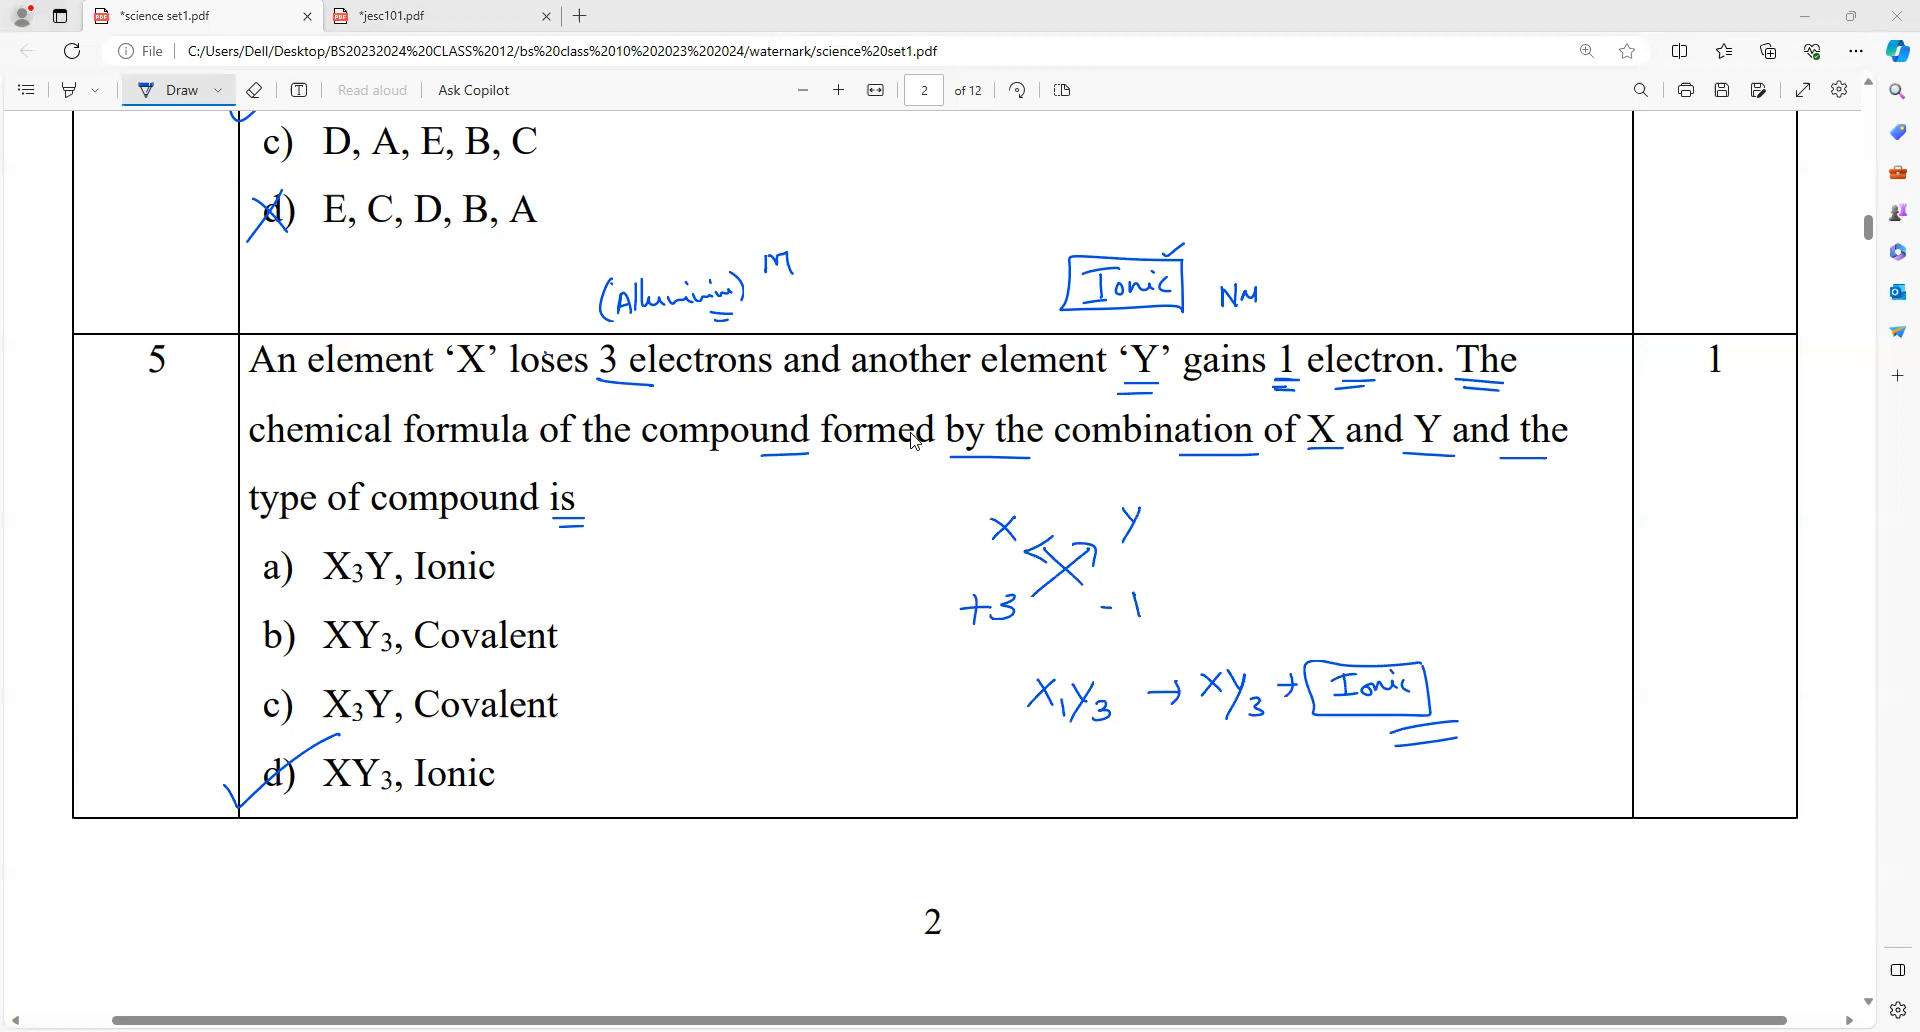 *science set1.pdf
*jesc101.pdf
File C:/Users/Dell/Desktop/BS20232024%20CLASS%2012/bs%20class%2010%202023%202024/watermark/science%20set1.pdf
Draw
Read aloud
Ask Copilot
2 of 12
c) D, A, E, B, C
d) E, C, D, B, A
M
Ionic
NM
5
An element ‘X’ loses 3 electrons and another element ‘Y’ gains 1 electron. The
1
chemical formula of the compound formed by the combination of X and Y and the
type of compound is
X Y
a) X₃Y, Ionic
+3 -1
b) XY₃, Covalent
X₁Y₃ → XY₃ → Ionic
c) X₃Y, Covalent
d) XY₃, Ionic
2